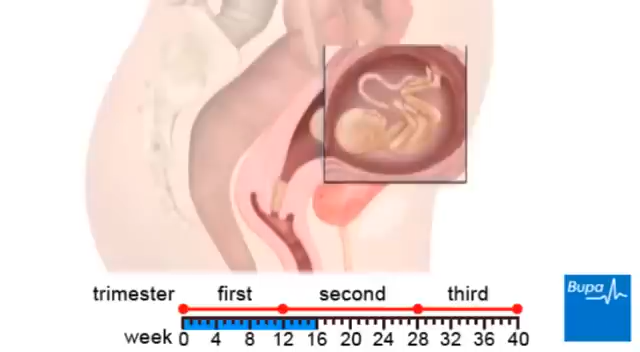 trimester first second third
week 0 4 8 12 16 20 24 28 32 36 40
Bupa